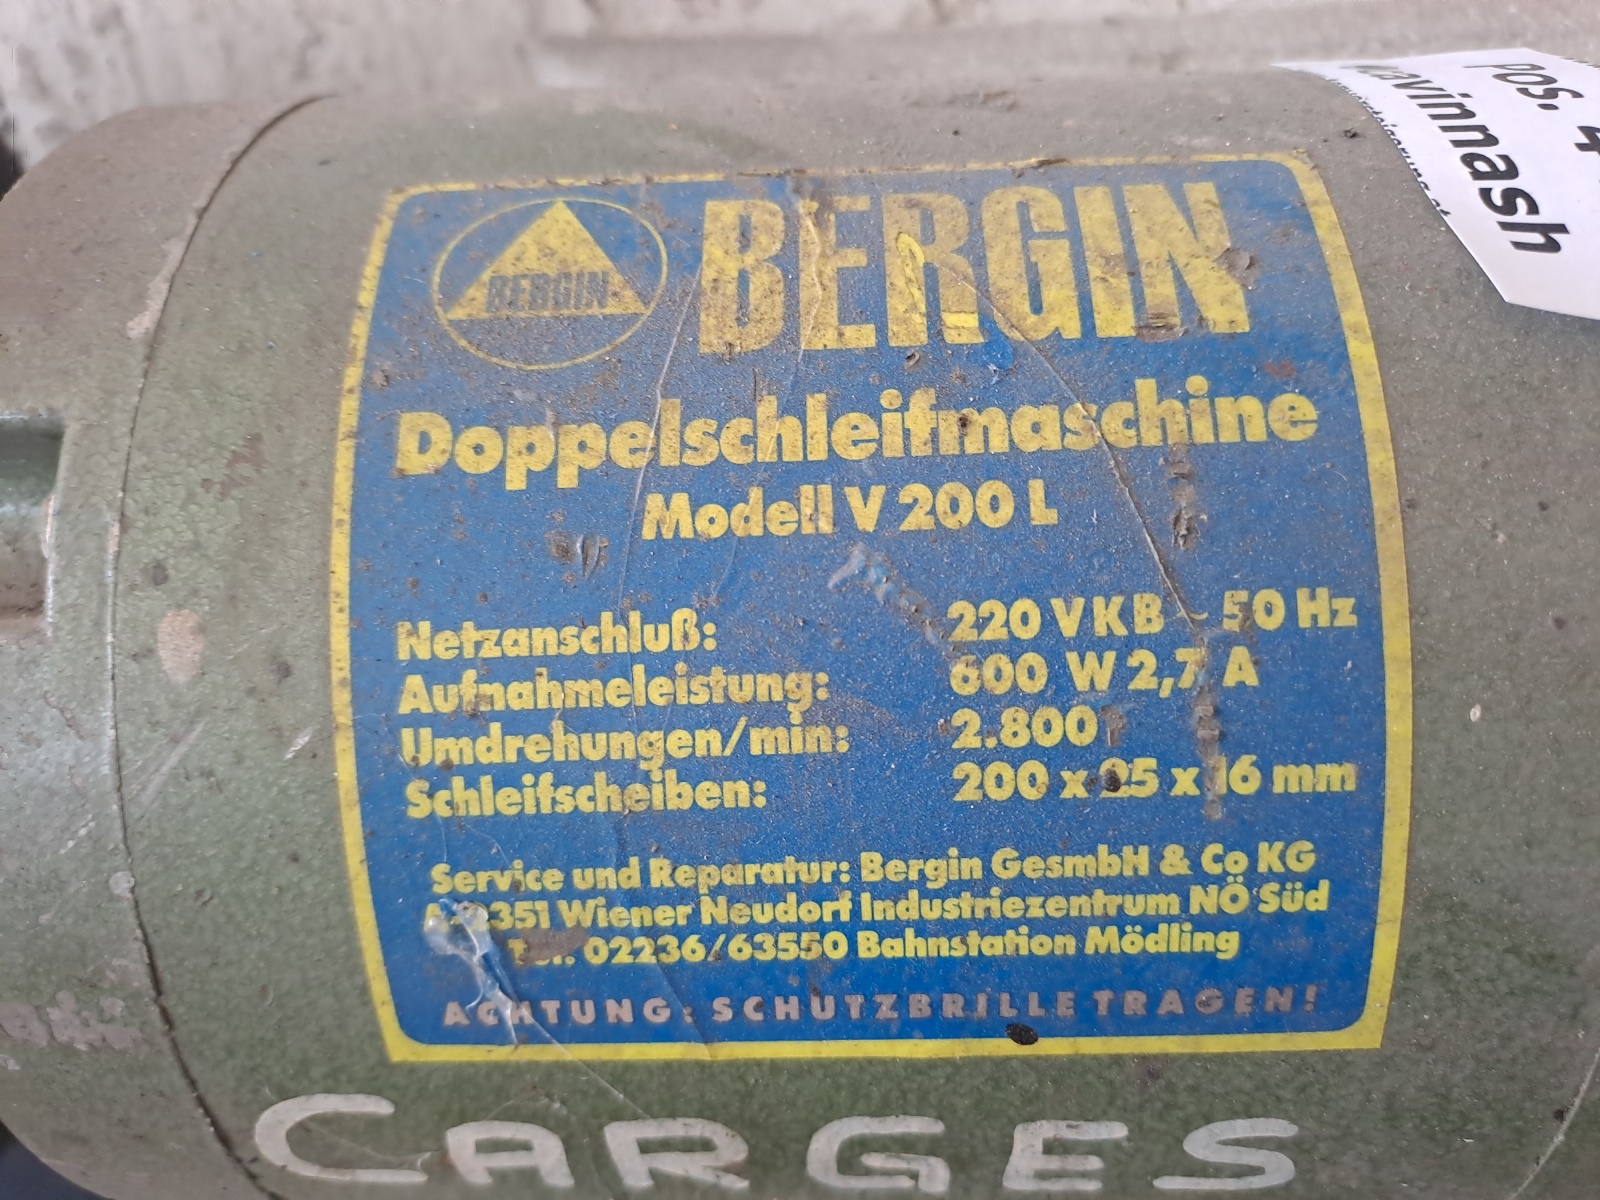 Pos. 4
BERGIN
BERGIN
Doppelschleifmaschine
Modell V 200 L
Netzanschluß: 220 V KB ~ 50 Hz
Aufnahmeleistung: 600 W 2,7 A
Umdrehungen/min: 2.800
Schleifscheiben: 200 x 25 x 16 mm
Service und Reparatur: Bergin GesmbH & Co KG
Wiener Neudorf Industriezentrum NÖ Süd
Tel. 02236/63550 Bahnstation Mödling
ACHTUNG: SCHUTZBRILLE TRAGEN!
CARGES